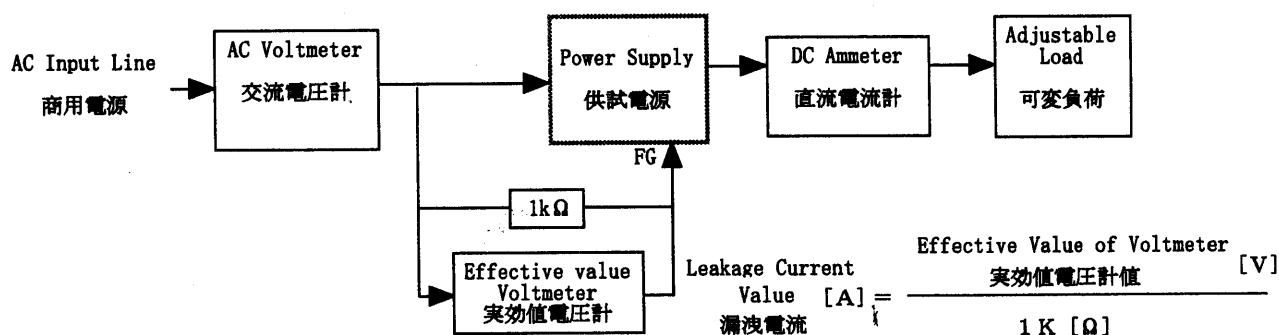 AC Input Line
商用電源
AC Voltmeter
交流電圧計
Power Supply
供試電源
DC Ammeter
直流電流計
Adjustable
Load
可変負荷
FG
1kΩ
Effective value
Voltmeter
実効値電圧計
Leakage Current
Value [A] =
漏洩電流
Effective Value of Voltmeter
実効値電圧計値 [V]
1 K [Ω]